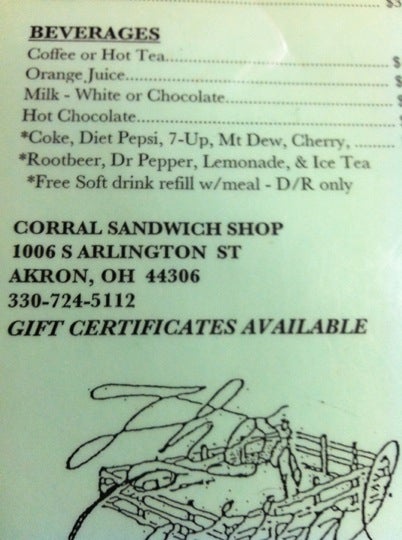 $3
BEVERAGES
Coffee or Hot Tea.......................................... $
Orange Juice.................................................. $
Milk - White or Chocolate............................ $
Hot Chocolate................................................ $
*Coke, Diet Pepsi, 7-Up, Mt Dew, Cherry, .........
*Rootbeer, Dr Pepper, Lemonade, & Ice Tea
*Free Soft drink refill w/meal - D/R only
CORRAL SANDWICH SHOP
1006 S ARLINGTON ST
AKRON, OH 44306
330-724-5112
GIFT CERTIFICATES AVAILABLE